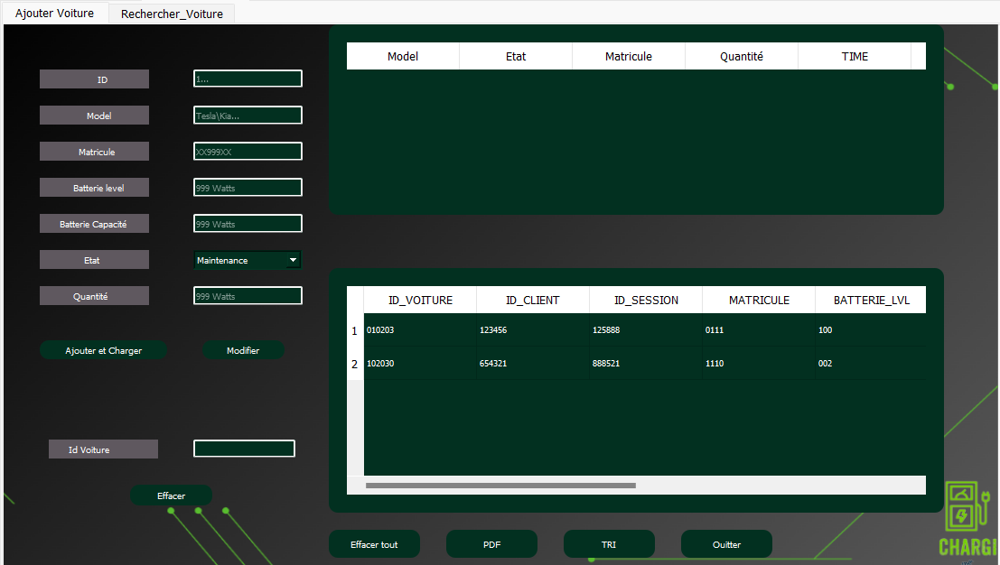 Ajouter Voiture Rechercher_Voiture
ID 1...
Model Tesla\Kia...
Matricule XX999XX
Batterie level 999 Watts
Batterie Capacité 999 Watts
Etat Maintenance
Quantité 999 Watts
Ajouter et Charger Modifier
Id Voiture
Effacer
Model Etat Matricule Quantité TIME
ID_VOITURE ID_CLIENT ID_SESSION MATRICULE BATTERIE_LVL
1 010203 123456 125888 0111 100
2 102030 654321 888521 1110 002
Effacer tout PDF TRI Quitter
CHARGI